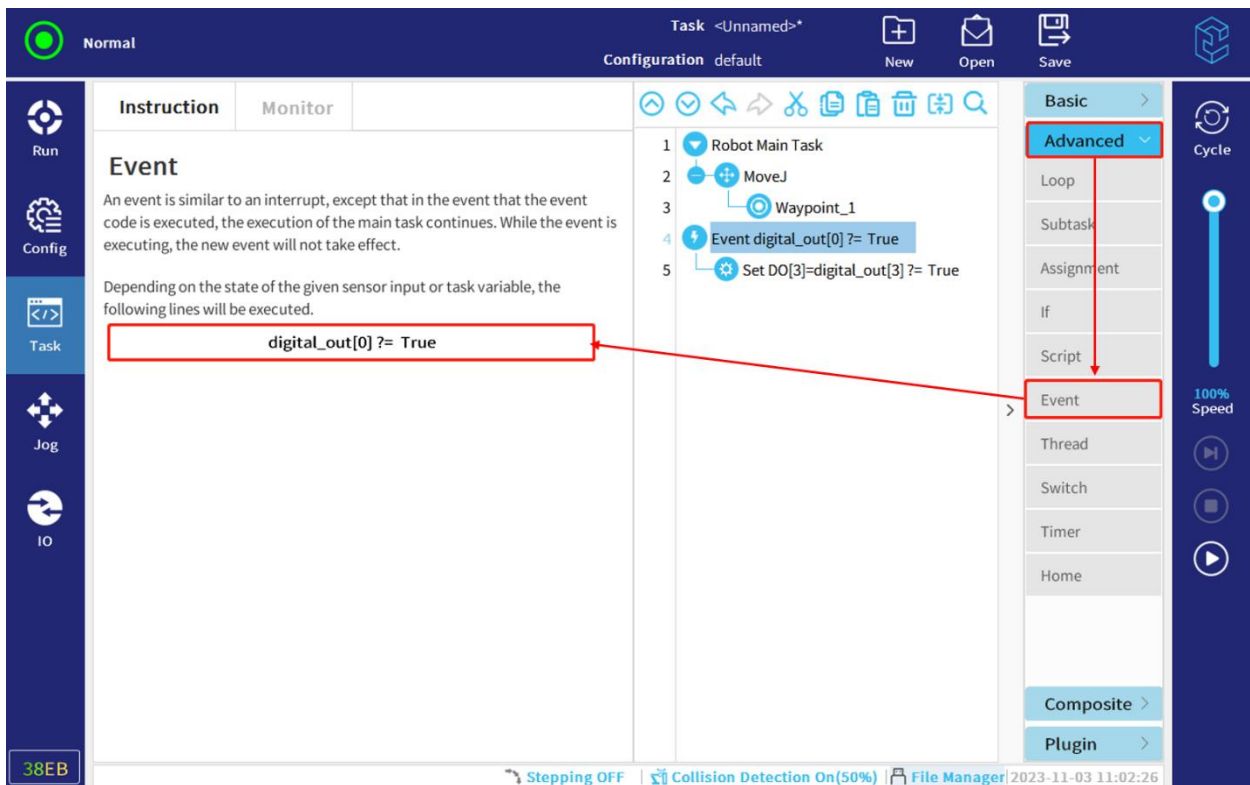 Normal
Task <Unnamed>*
Configuration default
New
Open
Save
Run
Config
Task
Jog
IO
38EB
Instruction
Monitor
Event
An event is similar to an interrupt, except that in the event that the event
code is executed, the execution of the main task continues. While the event is
executing, the new event will not take effect.
Depending on the state of the given sensor input or task variable, the
following lines will be executed.
digital_out[0] ?= True
1 Robot Main Task
2 MoveJ
3 Waypoint_1
4 Event digital_out[0] ?= True
5 Set DO[3]=digital_out[3] ?= True
Basic
Advanced
Loop
Subtask
Assignment
If
Script
Event
Thread
Switch
Timer
Home
Composite
Plugin
Cycle
100%
Speed
Stepping OFF
Collision Detection On(50%)
File Manager
2023-11-03 11:02:26